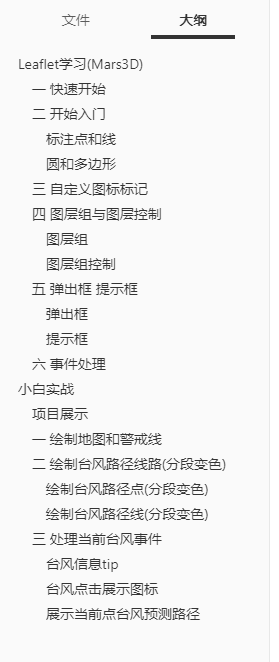 文件 大纲
Leaflet学习(Mars3D)
一 快速开始
二 开始入门
标注点和线
圆和多边形
三 自定义图标标记
四 图层组与图层控制
图层组
图层组控制
五 弹出框 提示框
弹出框
提示框
六 事件处理
小白实战
项目展示
一 绘制地图和警戒线
二 绘制台风路径线路(分段变色)
绘制台风路径点(分段变色)
绘制台风路径线(分段变色)
三 处理当前台风事件
台风信息tip
台风点击展示图标
展示当前点台风预测路径